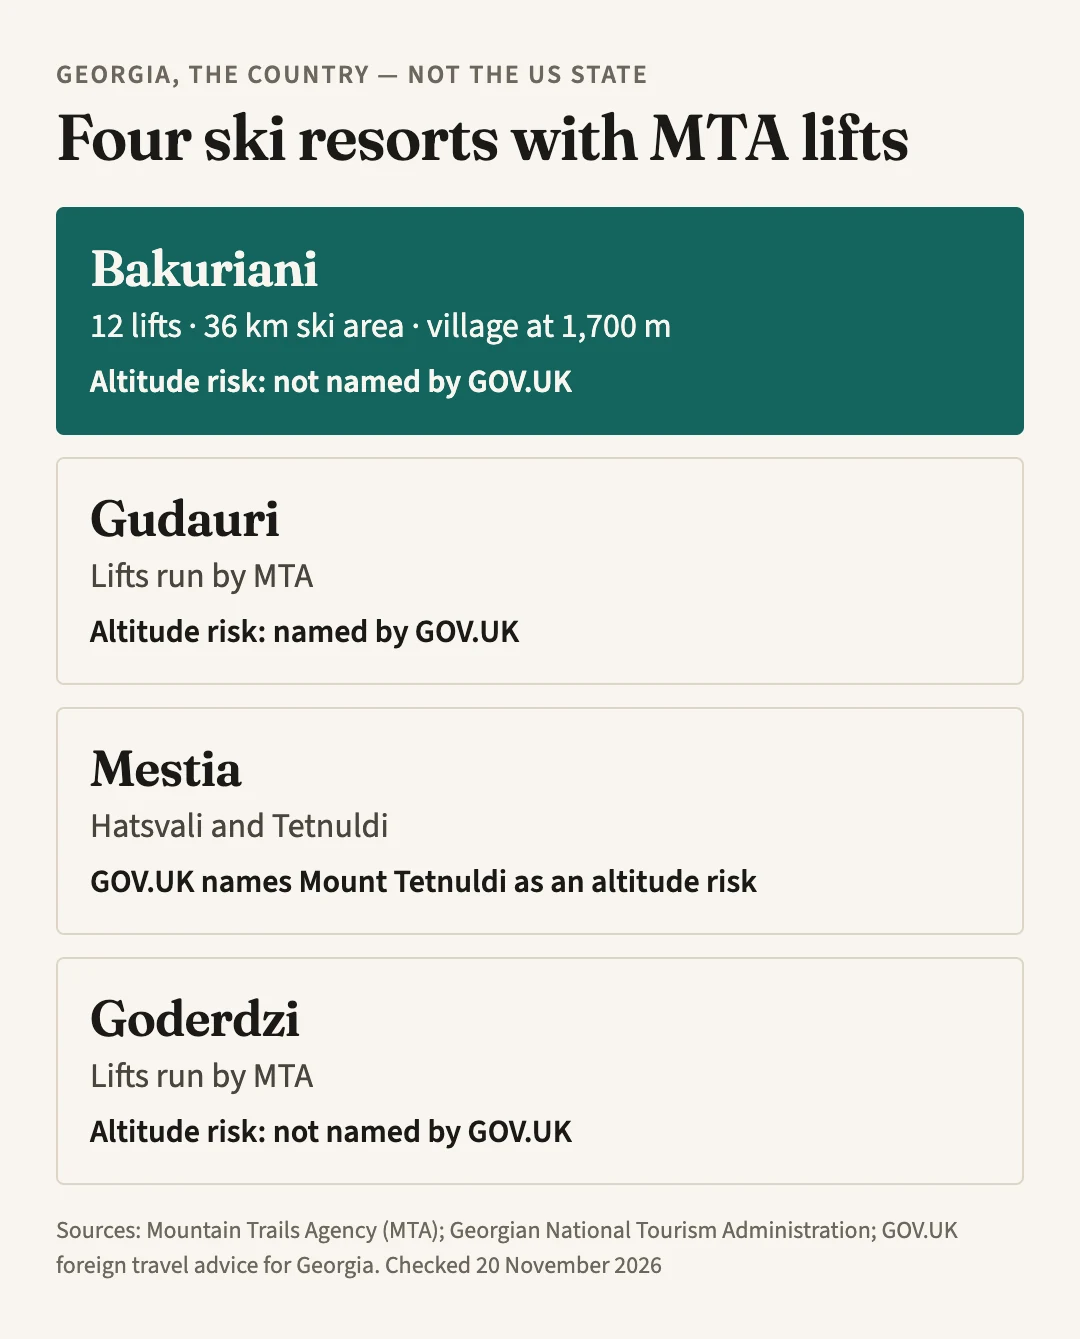 GEORGIA, THE COUNTRY — NOT THE US STATE
Four ski resorts with MTA lifts
Bakuriani
12 lifts · 36 km ski area · village at 1,700 m
Altitude risk: not named by GOV.UK
Gudauri
Lifts run by MTA
Altitude risk: named by GOV.UK
Mestia
Hatsvali and Tetnuldi
GOV.UK names Mount Tetnuldi as an altitude risk
Goderdzi
Lifts run by MTA
Altitude risk: not named by GOV.UK
Sources: Mountain Trails Agency (MTA); Georgian National Tourism Administration; GOV.UK
foreign travel advice for Georgia. Checked 20 November 2026